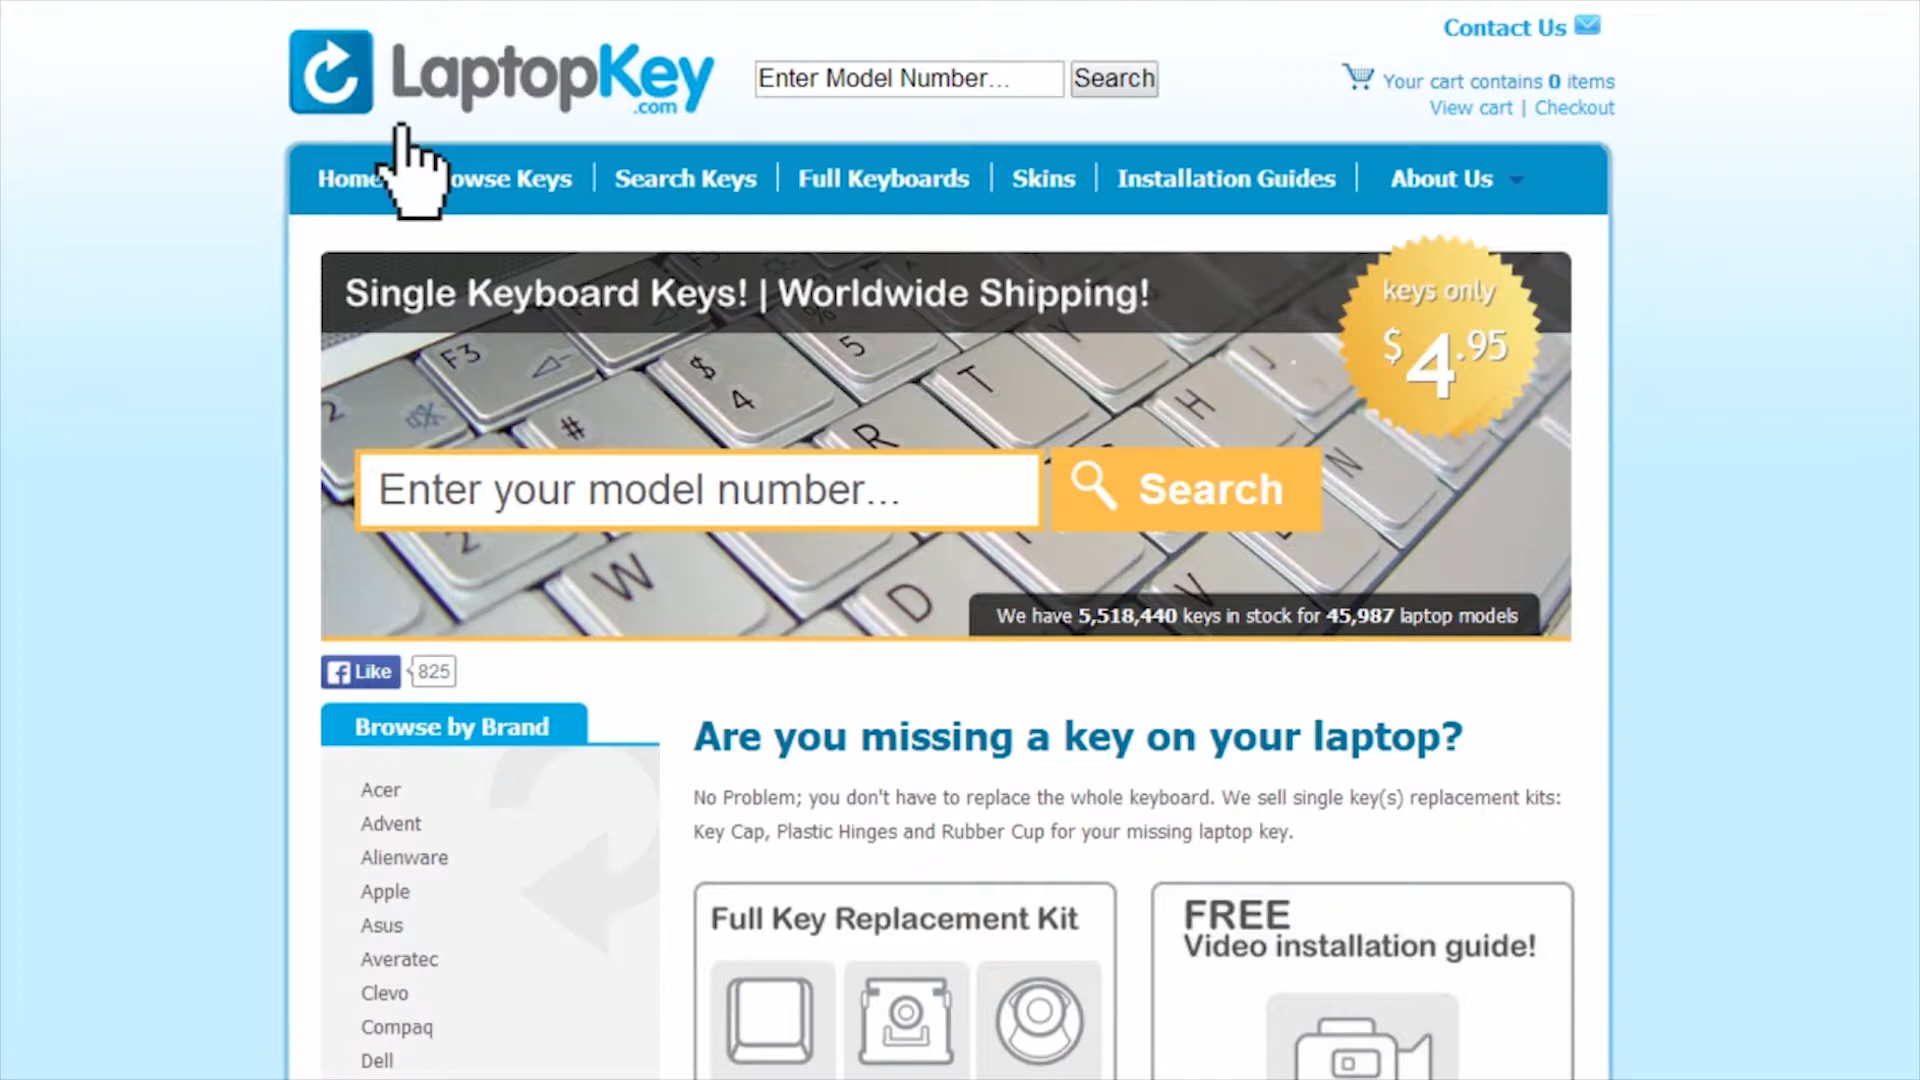 Contact Us
LaptopKey
.com
Enter Model Number...
Search
Your cart contains 0 items
View cart | Checkout
Home
owse Keys
Search Keys
Full Keyboards
Skins
Installation Guides
About Us
Single Keyboard Keys! | Worldwide Shipping!
keys only
$4.95
F3
$
4
%
5
T
H
#
R
N
2
W
D
V
Enter your model number...
Search
We have 5,518,440 keys in stock for 45,987 laptop models
Like
825
Browse by Brand
Acer
Advent
Alienware
Apple
Asus
Averatec
Clevo
Compaq
Dell
Are you missing a key on your laptop?
No Problem; you don't have to replace the whole keyboard. We sell single key(s) replacement kits:
Key Cap, Plastic Hinges and Rubber Cup for your missing laptop key.
Full Key Replacement Kit
FREE
Video installation guide!